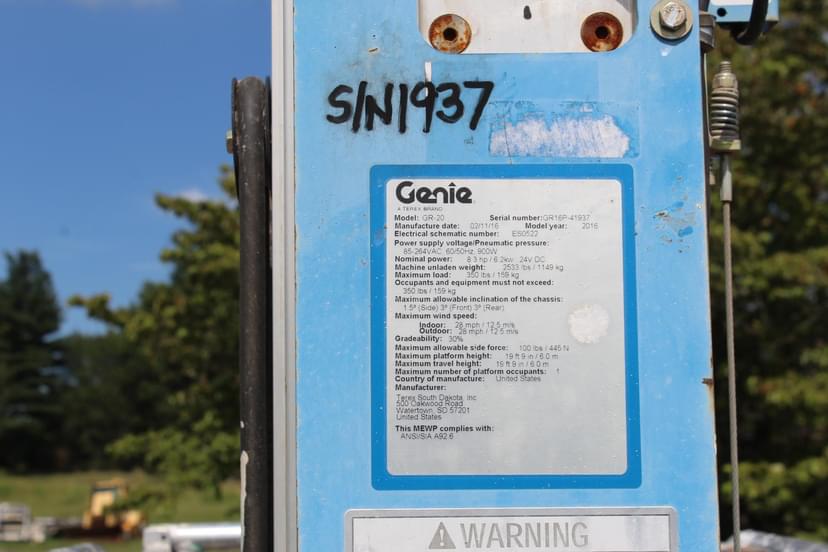 S/N1937
Genie
A TEREX BRAND
Model: GR-20 Serial number:GR16P-41937
Manufacture date: 02/11/16 Model year: 2016
Electrical schematic number: ES0522
Power supply voltage/Pneumatic pressure:
85-264VAC, 60/50Hz, 900W
Nominal power: 8.3 hp / 6.2kw , 24V DC
Machine unladen weight: 2533 lbs / 1149 kg
Maximum load: 350 lbs / 159 kg
Occupants and equipment must not exceed:
350 lbs / 159 kg
Maximum allowable inclination of the chassis:
1.5º (Side) 3º (Front) 3º (Rear)
Maximum wind speed:
Indoor: 28 mph / 12.5 m/s
Outdoor: 28 mph / 12.5 m/s
Gradeability: 30%
Maximum allowable side force: 100 lbs / 445 N
Maximum platform height: 19 ft 9 in / 6.0 m
Maximum travel height: 19 ft 9 in / 6.0 m
Maximum number of platform occupants: 1
Country of manufacture: United States
Manufacturer:
Terex South Dakota, Inc
500 Oakwood Road
Watertown, SD 57201
United States
This MEWP complies with:
ANSI/SIA A92.6
WARNING